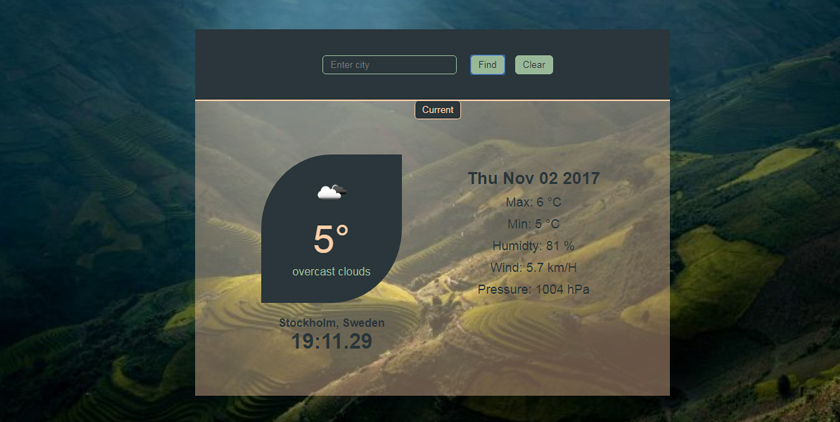 Enter city
Find
Clear
Current
5°
overcast clouds
Stockholm, Sweden
19:11.29
Thu Nov 02 2017
Max: 6 °C
Min: 5 °C
Humidty: 81 %
Wind: 5.7 km/H
Pressure: 1004 hPa